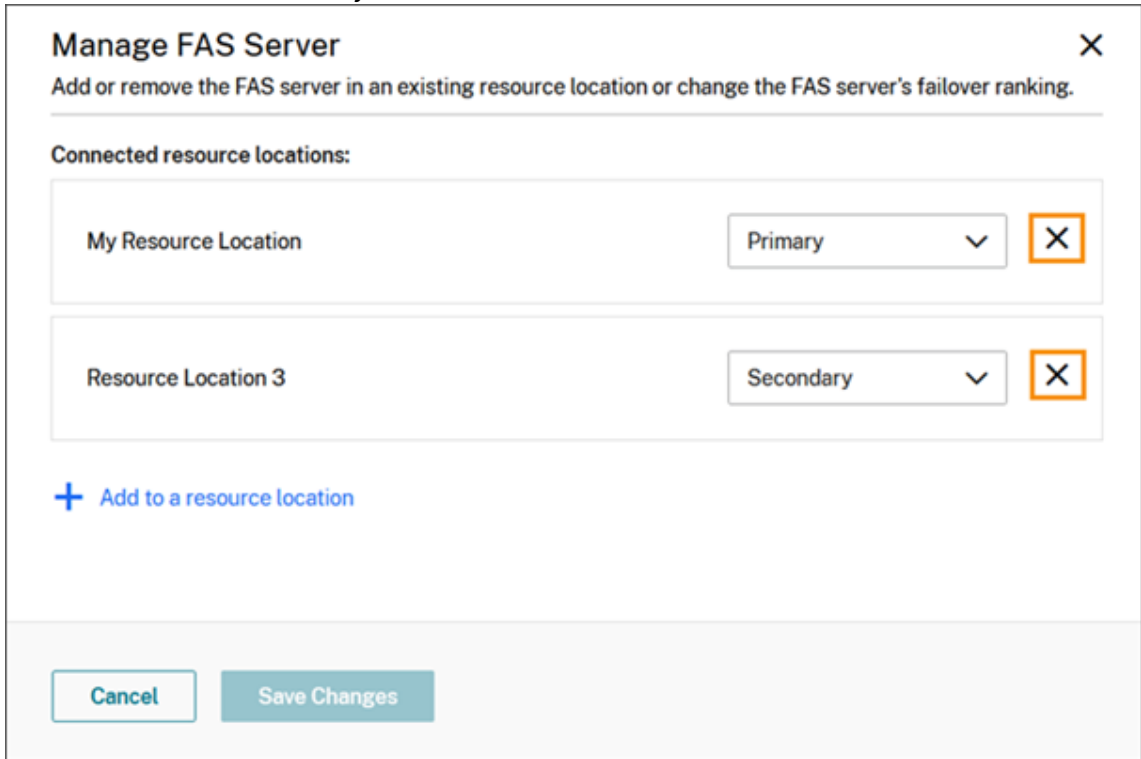 Manage FAS Server
Add or remove the FAS server in an existing resource location or change the FAS server's failover ranking.
Connected resource locations:
My Resource Location Primary
Resource Location 3 Secondary
Add to a resource location
Cancel Save Changes